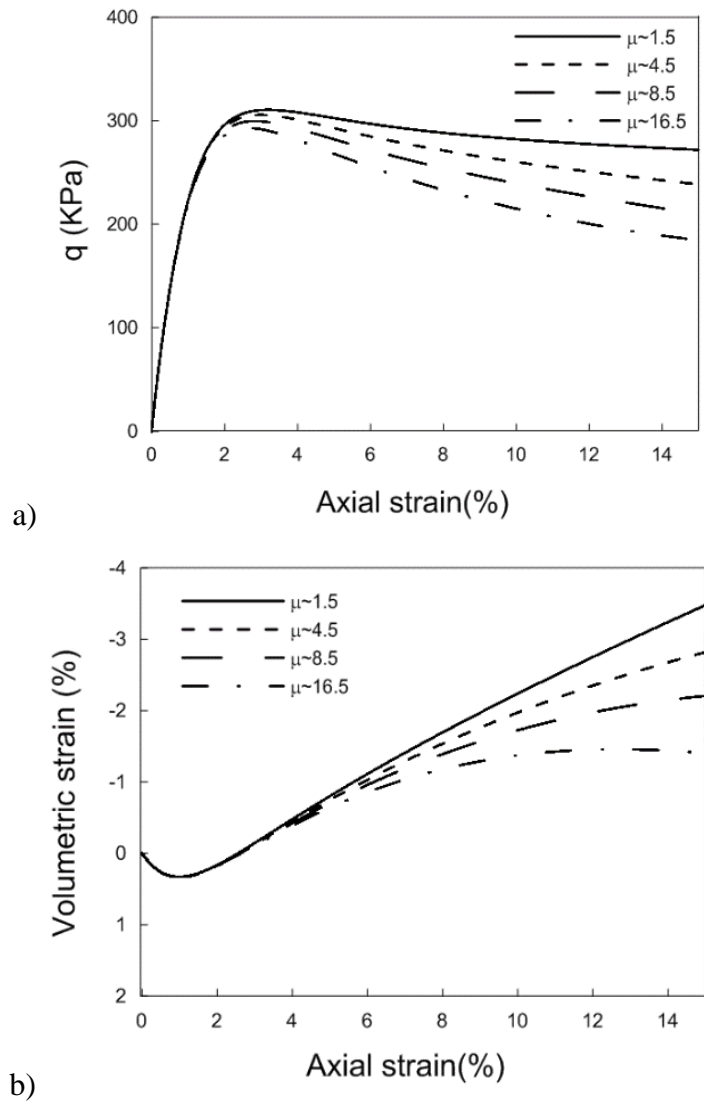 400
300
200
100
0
q (KPa)
μ~1.5
μ~4.5
μ~8.5
μ~16.5
0 2 4 6 8 10 12 14
Axial strain(%)
a)
-4
-3
-2
-1
0
1
2
Volumetric strain (%)
μ~1.5
μ~4.5
μ~8.5
μ~16.5
0 2 4 6 8 10 12 14
Axial strain(%)
b)